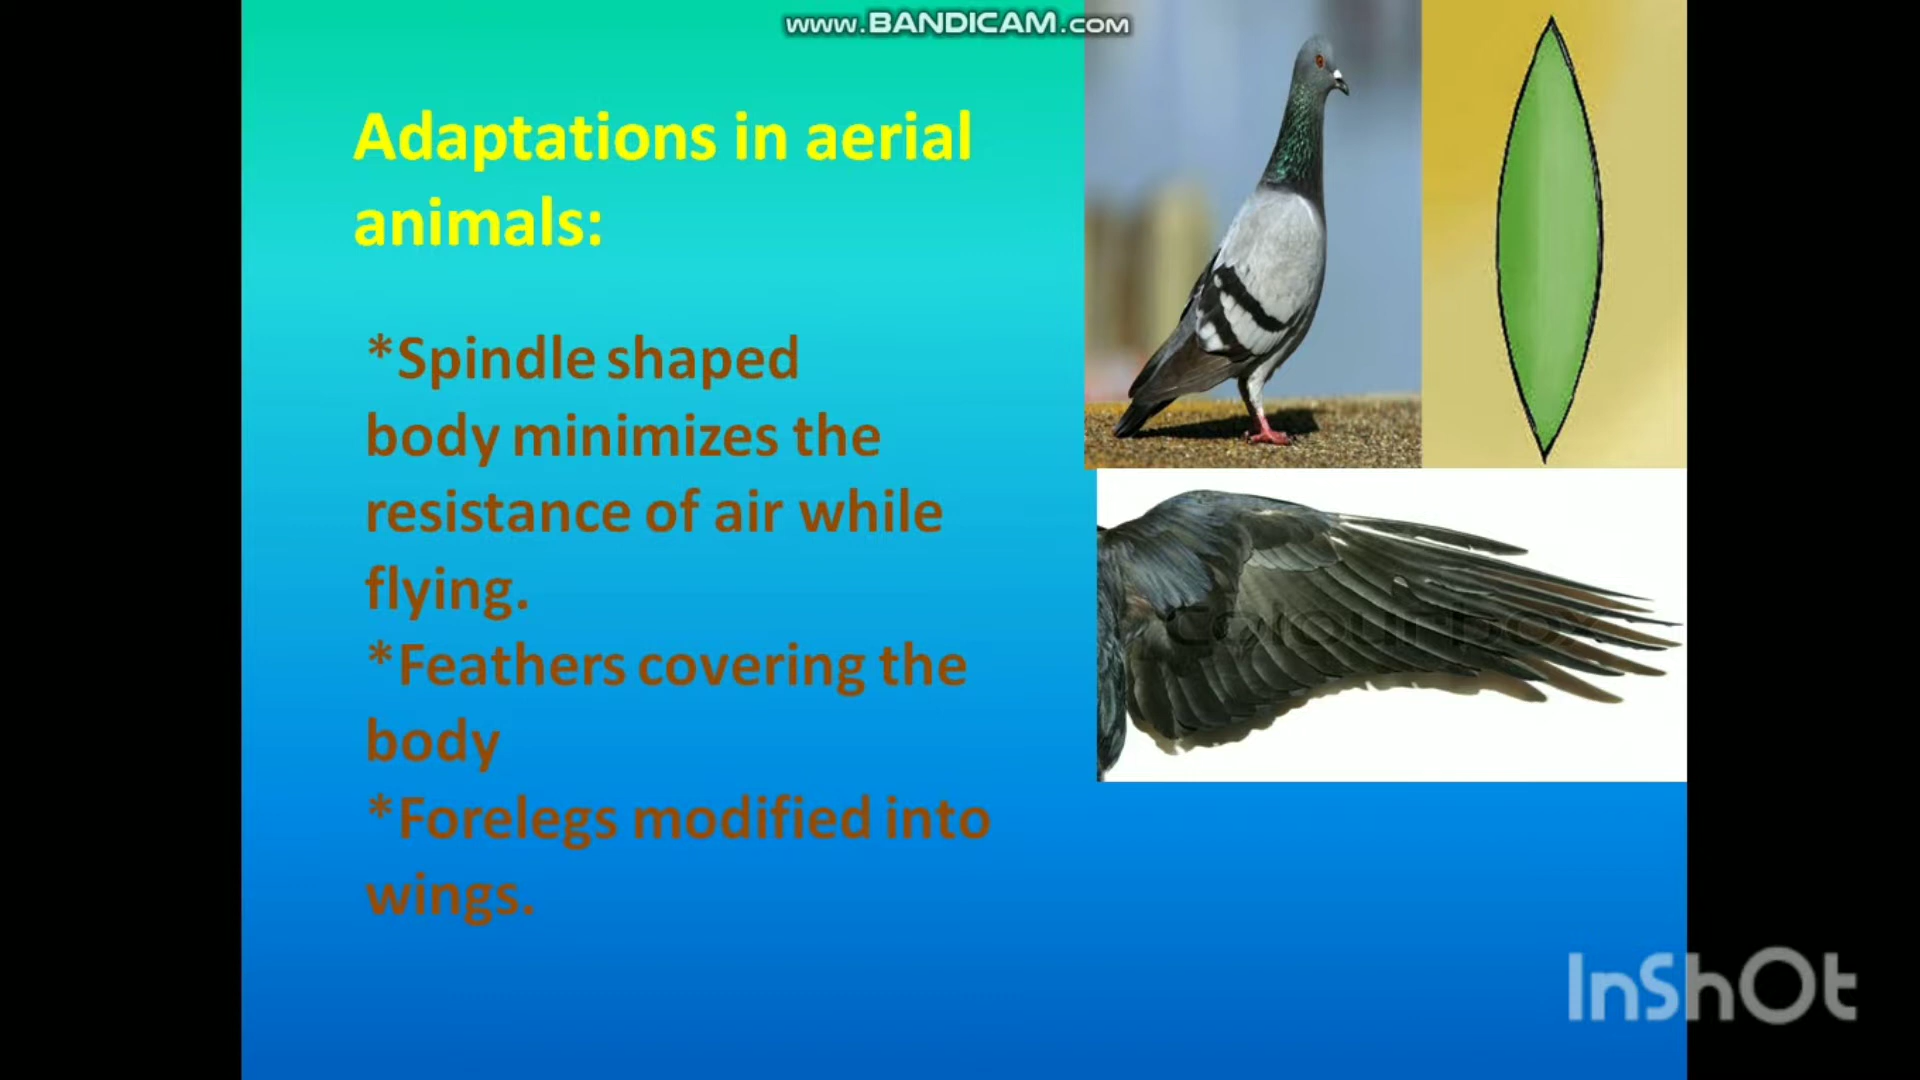 www.BANDICAM.com
Adaptations in aerial
animals:
*Spindle shaped
body minimizes the
resistance of air while
flying.
*Feathers covering the
body
*Forelegs modified into
wings.
colourbox
InShOt